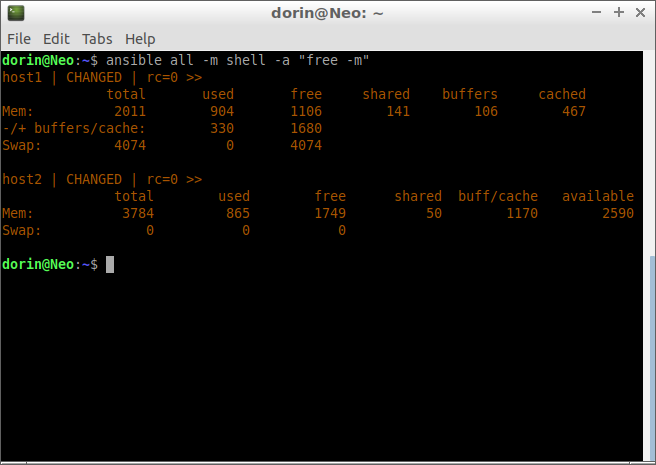 dorin@Neo: ~
File Edit Tabs Help
dorin@Neo:~$ ansible all -m shell -a "free -m"
host1 | CHANGED | rc=0 >>
             total       used       free     shared    buffers     cached
Mem:          2011        904       1106        141        106        467
-/+ buffers/cache:        330       1680
Swap:         4074          0       4074
host2 | CHANGED | rc=0 >>
              total        used        free      shared  buff/cache   available
Mem:           3784         865        1749          50        1170        2590
Swap:             0           0           0
dorin@Neo:~$